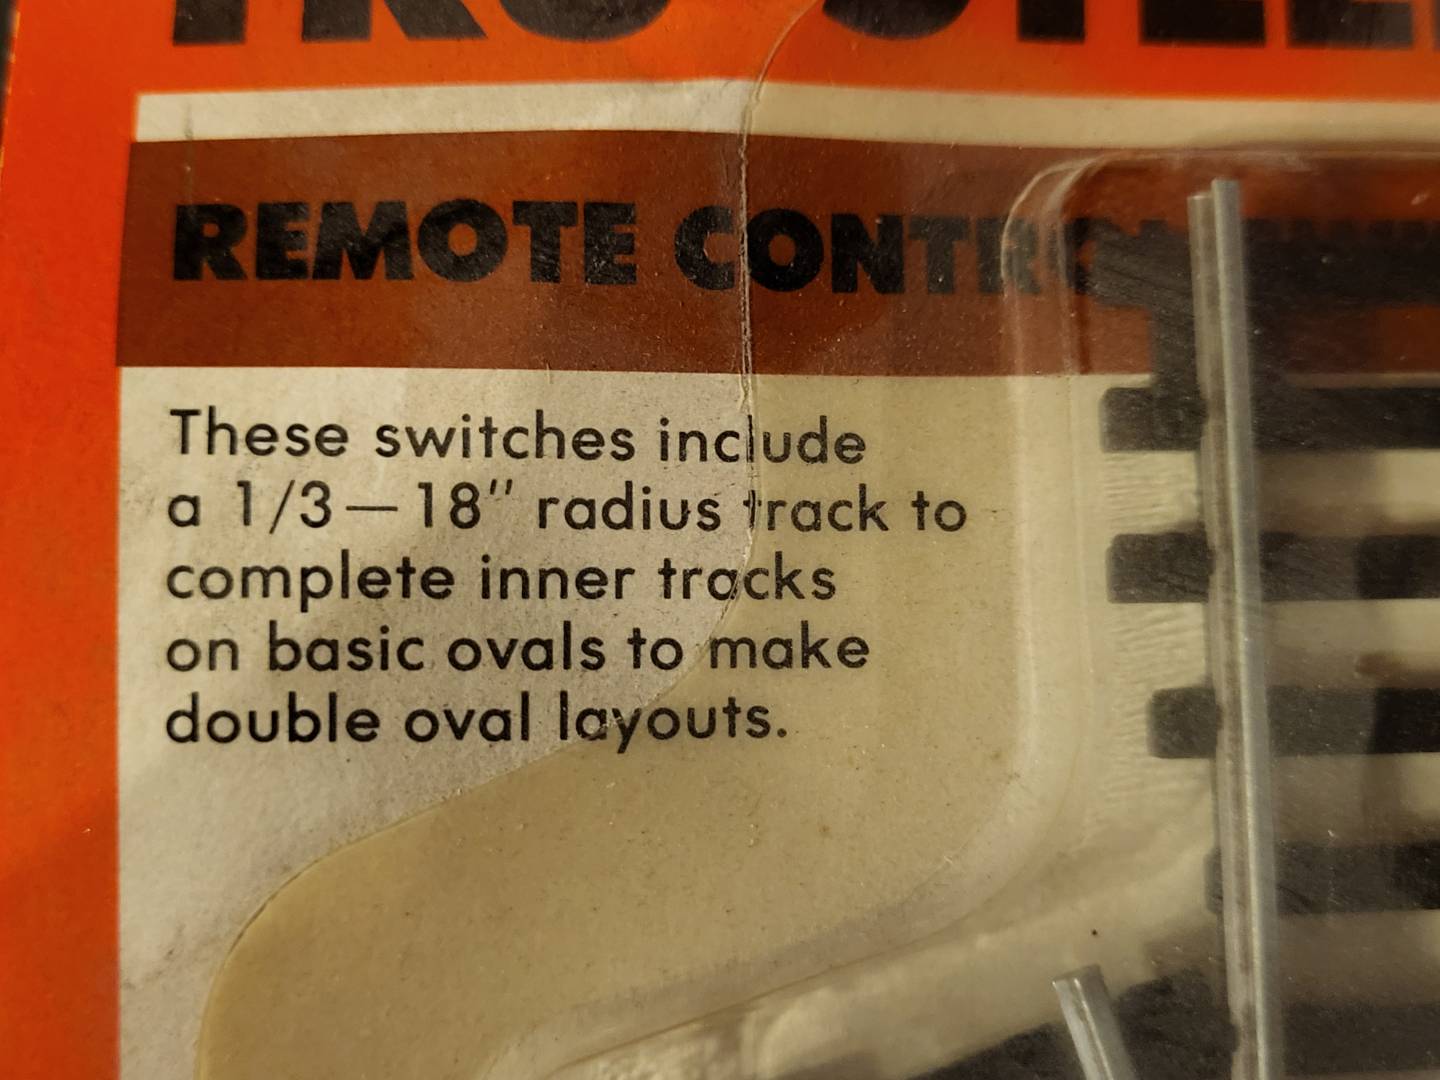 REMOTE CONTRO
These switches include
a 1/3—18" radius track to
complete inner tracks
on basic ovals to make
double oval layouts.